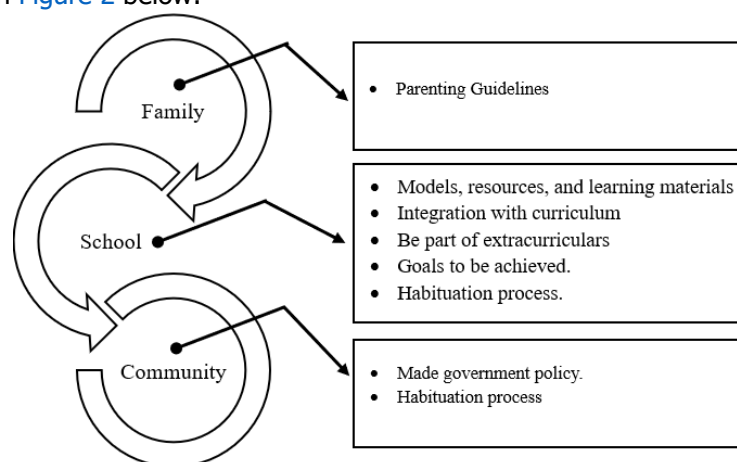 Figure 2 below.
Family
• Parenting Guidelines
School
• Models, resources, and learning materials
• Integration with curriculum
• Be part of extracurriculars
• Goals to be achieved.
• Habituation process.
Community
• Made government policy.
• Habituation process